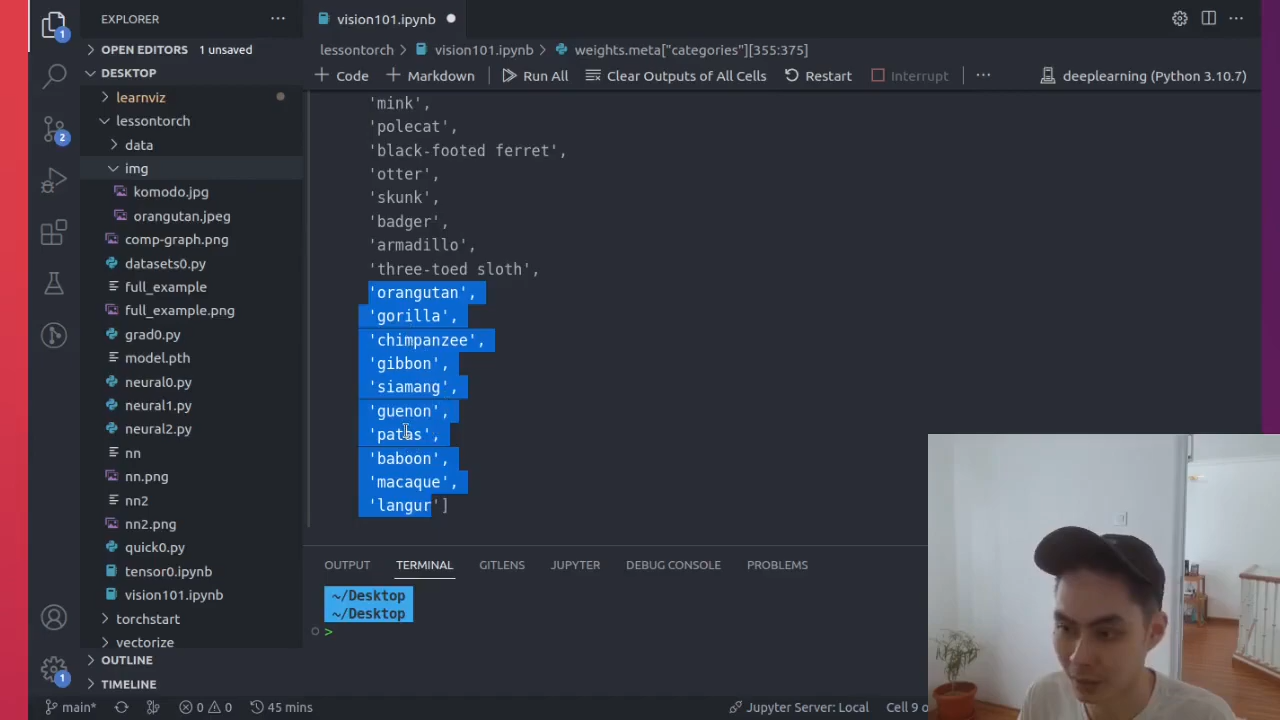 1
EXPLORER
OPEN EDITORS 1 unsaved
DESKTOP
learnviz
lessontorch
data
img
komodo.jpg
orangutan.jpeg
comp-graph.png
datasets0.py
full_example
full_example.png
grad0.py
model.pth
neural0.py
neural1.py
neural2.py
nn
nn.png
nn2
nn2.png
quick0.py
tensor0.ipynb
vision101.ipynb
torchstart
vectorize
OUTLINE
TIMELINE
2
1
vision101.ipynb
lessontorch > vision101.ipynb > weights.meta["categories"][355:375]
Code Markdown Run All Clear Outputs of All Cells Restart Interrupt ··· deeplearning (Python 3.10.7)
'mink',
'polecat',
'black-footed ferret',
'otter',
'skunk',
'badger',
'armadillo',
'three-toed sloth',
'orangutan',
'gorilla',
'chimpanzee',
'gibbon',
'siamang',
'guenon',
'patas',
'baboon',
'macaque',
'langur']
OUTPUT TERMINAL GITLENS JUPYTER DEBUG CONSOLE PROBLEMS
~/Desktop
~/Desktop
>
main* 0 0 45 mins Jupyter Server: Local Cell 9 o